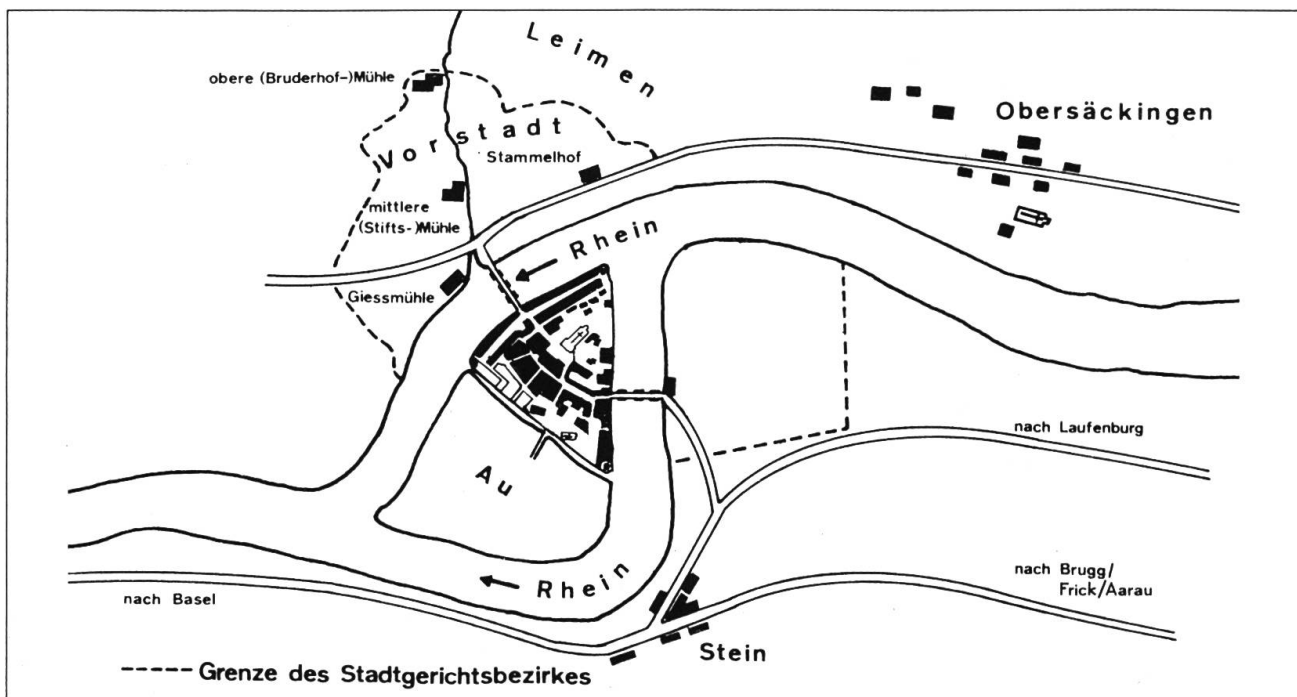 Leimen
obere (Bruderhof-)Mühle
Obersäckingen
Vorstadt
Stammelhof
mittlere
(Stifts-)Mühle
Rhein
Giessmühle
nach Laufenburg
Au
Rhein
nach Brugg/
Frick/Aarau
nach Basel
Stein
Grenze des Stadtgerichtsbezirkes